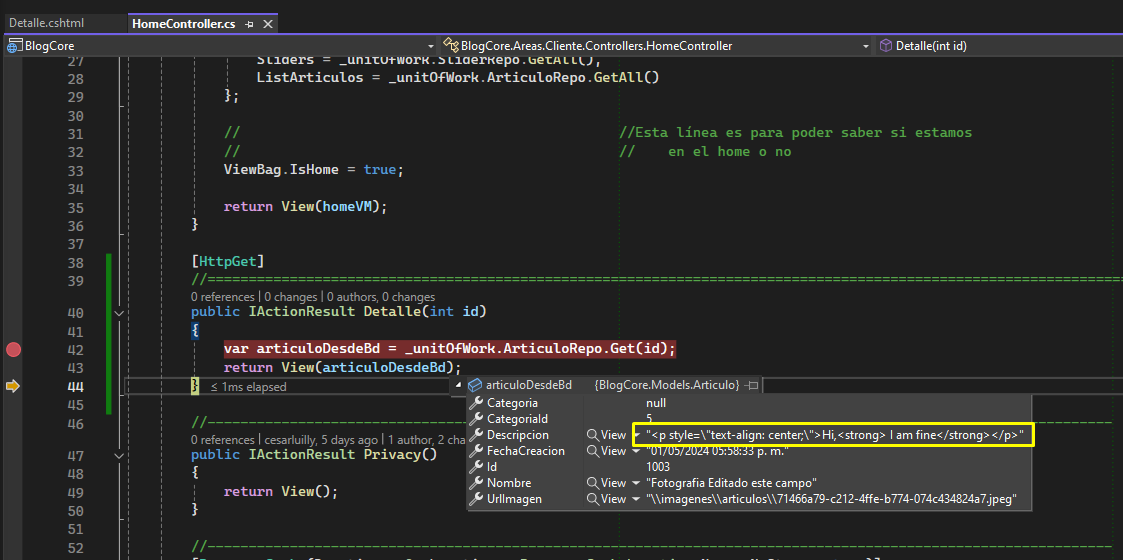 Detalle.cshtml
HomeController.cs
BlogCore
BlogCore.Areas.Cliente.Controllers.HomeController
Detalle(int id)
27 Sliders = _unitOfWork.SliderRepo.GetAll(),
28 ListArticulos = _unitOfWork.ArticuloRepo.GetAll()
29 };
30
31 // //Esta línea es para poder saber si estamos
32 // // en el home o no
33 ViewBag.IsHome = true;
34
35 return View(homeVM);
36 }
37
38 [HttpGet]
39 //==============================================================================================================
0 references | 0 changes | 0 authors, 0 changes
40 public IActionResult Detalle(int id)
41 {
42 var articuloDesdeBd = _unitOfWork.ArticuloRepo.Get(id);
43 return View(articuloDesdeBd);
44 } ≤ 1ms elapsed
articuloDesdeBd {BlogCore.Models.Articulo}
45
Categoria null
CategoriaId 5
46 //--------------------------------------------------------------------------------------------------------------
Descripcion View "<p style=\"text-align: center;\">Hi,<strong> I am fine</strong></p>"
0 references | cesarluilly, 5 days ago | 1 author, 2 cha
FechaCreacion View "01/05/2024 05:58:33 p. m."
47 public IActionResult Privacy()
Id 1003
48 {
Nombre View "Fotografia Editado este campo"
49 return View();
UrlImagen View "\\imagenes\\articulos\\71466a79-c212-4ffe-b774-074c434824a7.jpeg"
50 }
51
52 //--------------------------------------------------------------------------------------------------------------